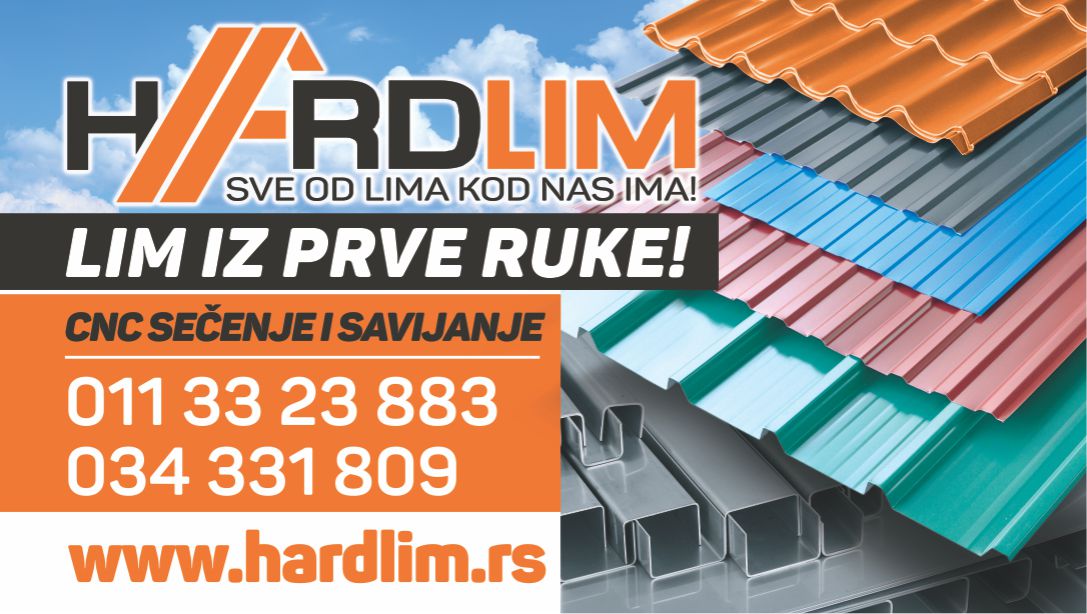 HARDLIM
SVE OD LIMA KOD NAS IMA!
LIM IZ PRVE RUKE!
CNC SEČENJE I SAVIJANJE
011 33 23 883
034 331 809
www.hardlim.rs